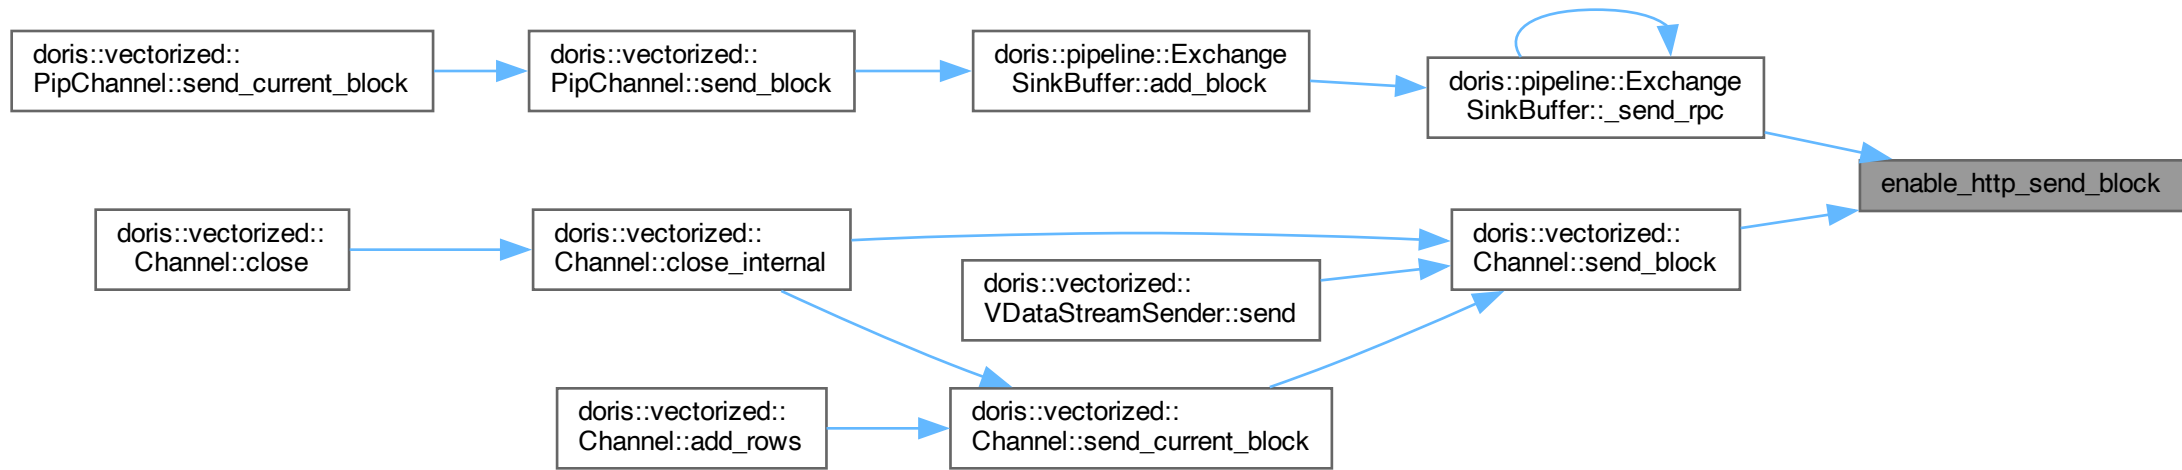 doris::vectorized::
PipChannel::send_current_block
doris::vectorized::
PipChannel::send_block
doris::pipeline::Exchange
SinkBuffer::add_block
doris::pipeline::Exchange
SinkBuffer::_send_rpc
enable_http_send_block
doris::vectorized::
Channel::close
doris::vectorized::
Channel::close_internal
doris::vectorized::
VDataStreamSender::send
doris::vectorized::
Channel::send_block
doris::vectorized::
Channel::add_rows
doris::vectorized::
Channel::send_current_block